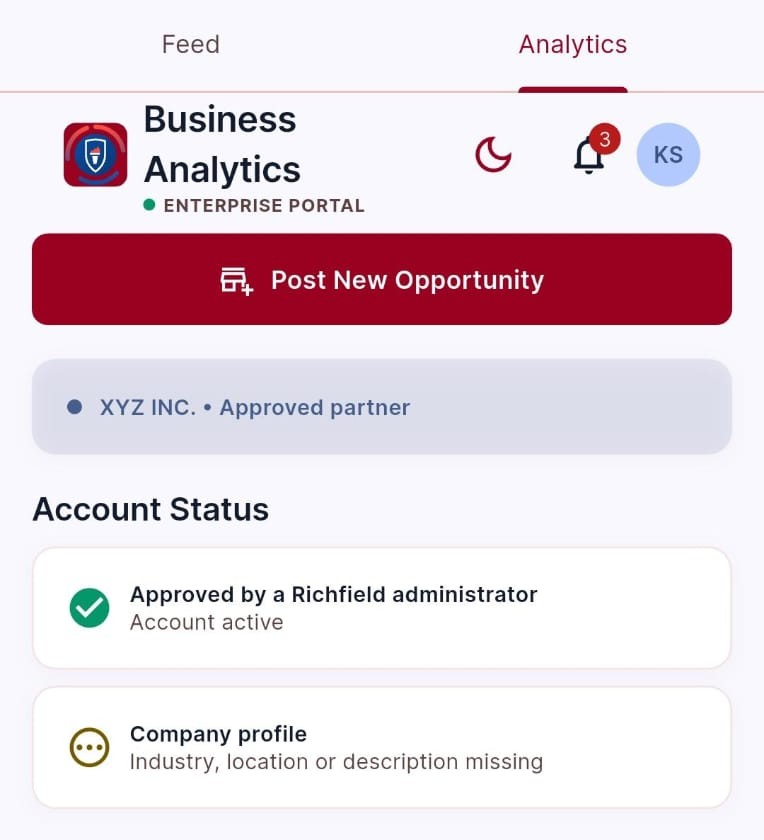 Feed
Analytics
Business
Analytics
ENTERPRISE PORTAL
3
KS
Post New Opportunity
XYZ INC. • Approved partner
Account Status
Approved by a Richfield administrator
Account active
Company profile
Industry, location or description missing